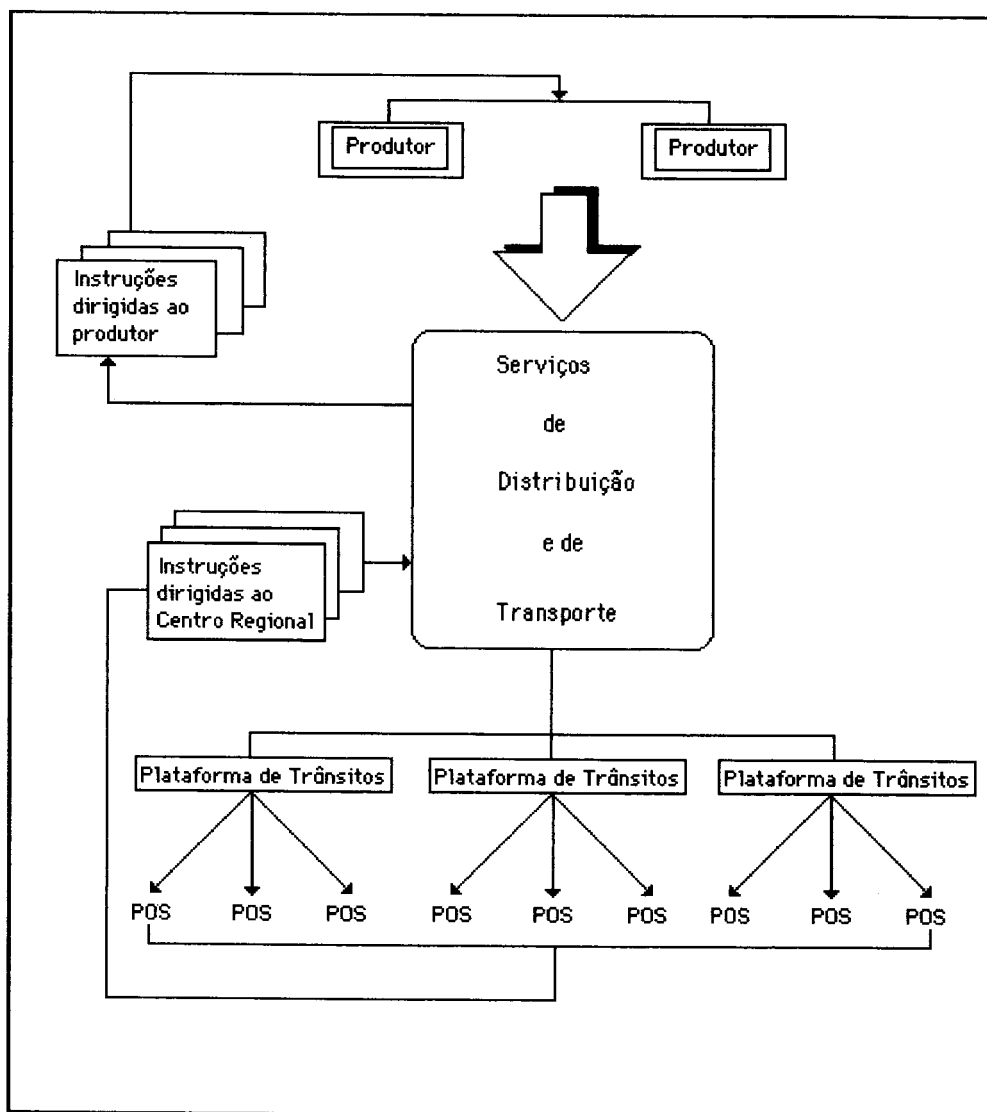 Produtor
Produtor
Instruções
dirigidas ao
produtor
Serviços
de
Distribuição
e de
Transporte
Instruções
dirigidas ao
Centro Regional
Plataforma de Trânsitos
Plataforma de Trânsitos
Plataforma de Trânsitos
POS
POS
POS
POS
POS
POS
POS
POS
POS